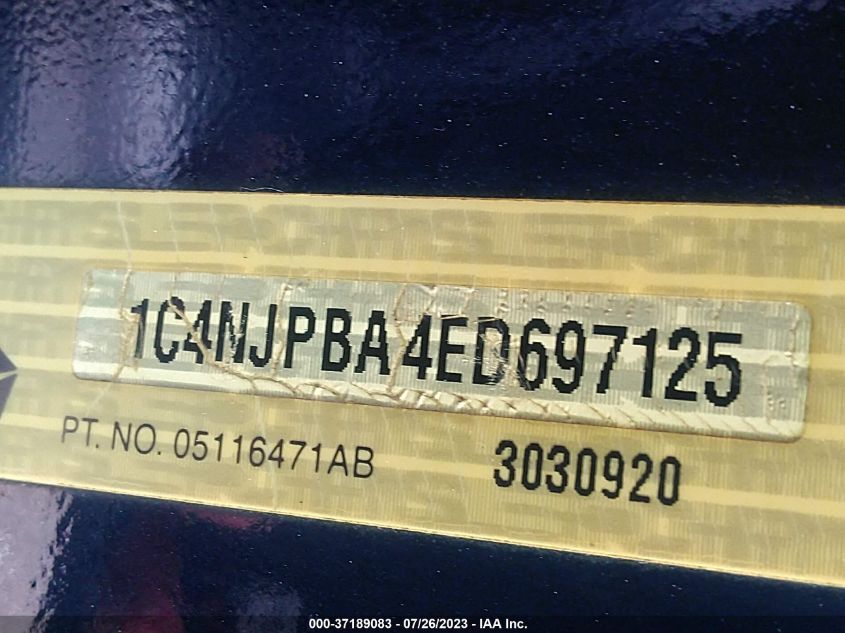 1C4NJPBA4ED697125
PT. NO. 05116471AB
3030920
000-37189083 - 07/26/2023 - IAA Inc.